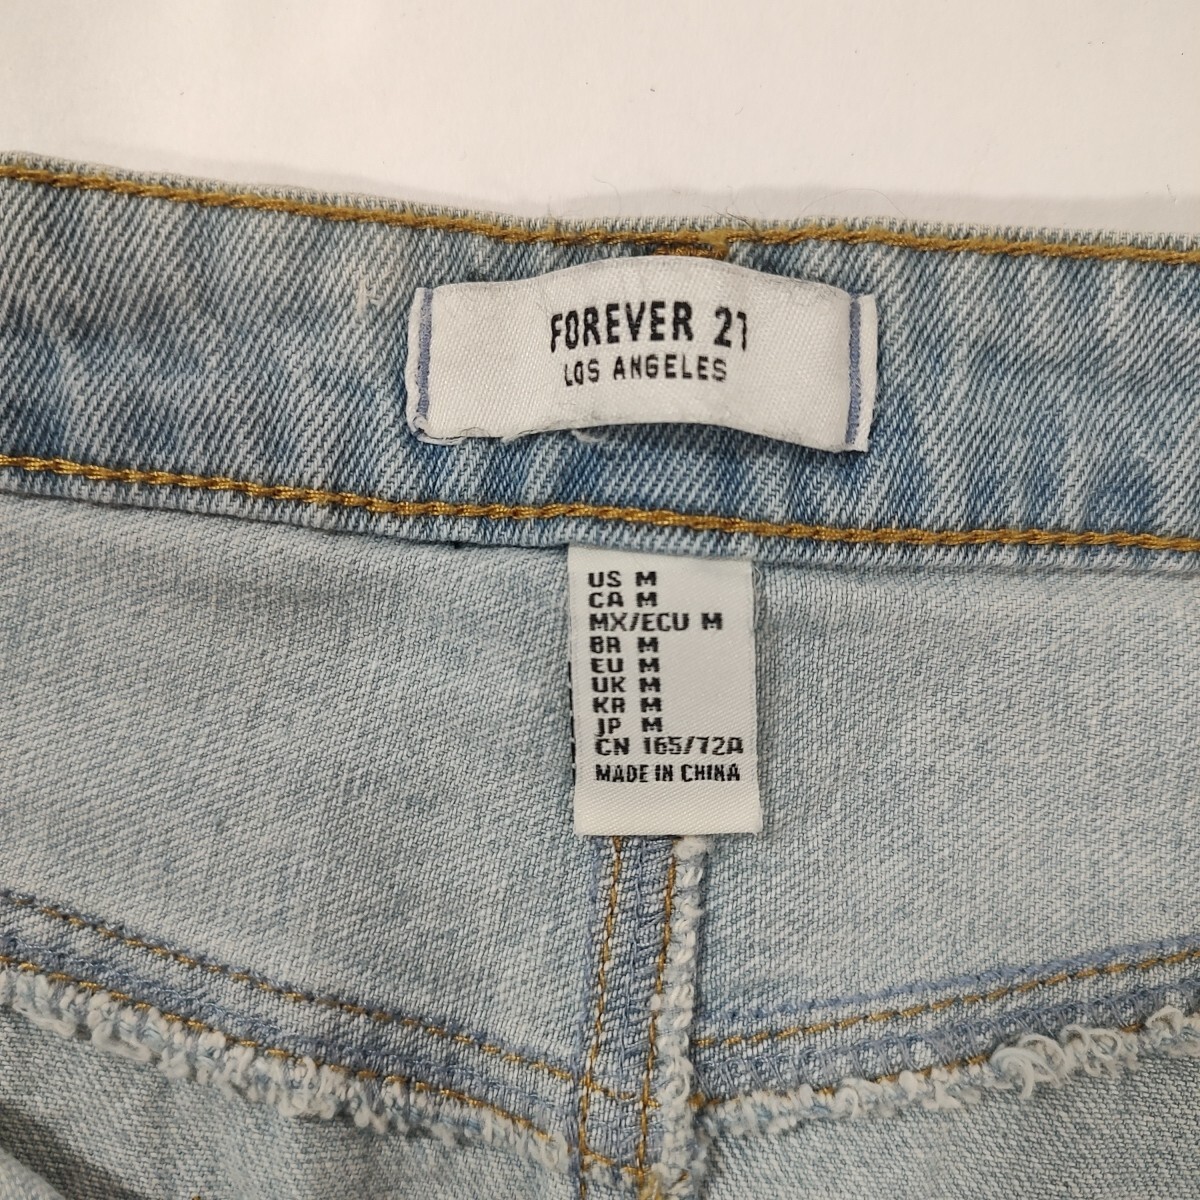 FOREVER 21
LOS ANGELES
US M
CA M
MX/ECU M
BR M
EU M
UK M
KR M
JP M
CN 165/72A
MADE IN CHINA